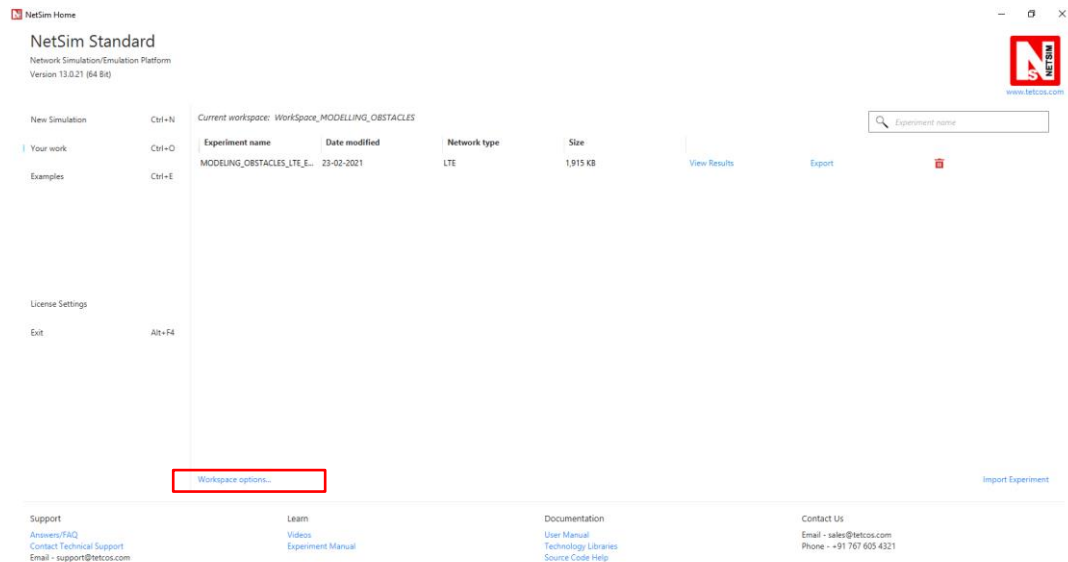 NetSim Home
NetSim Standard
Network Simulation/Emulation Platform
Version 13.0.21 (64 Bit)
NETSIM
www.tetcos.com
New Simulation Ctrl+N
Your work Ctrl+O
Examples Ctrl+E
License Settings
Exit Alt+F4
Current workspace: WorkSpace_MODELLING_OBSTACLES
Experiment name
Experiment name Date modified Network type Size
MODELING_OBSTACLES_LTE_E... 23-02-2021 LTE 1,915 KB View Results Export
Workspace options...
Import Experiment
Support
Answers/FAQ
Contact Technical Support
Email - support@tetcos.com
Learn
Videos
Experiment Manual
Documentation
User Manual
Technology Libraries
Source Code Help
Contact Us
Email - sales@tetcos.com
Phone - +91 767 605 4321